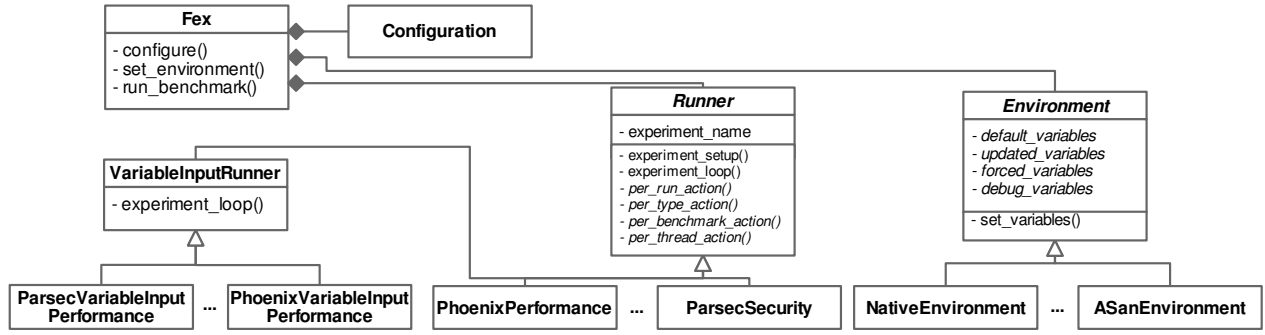 Fex
- configure()
- set_environment()
- run_benchmark()
Configuration
Runner
- experiment_name
- experiment_setup()
- experiment_loop()
- per_run_action()
- per_type_action()
- per_benchmark_action()
- per_thread_action()
Environment
- default_variables
- updated_variables
- forced_variables
- debug_variables
- set_variables()
VariableInputRunner
- experiment_loop()
ParsecVariableInput
Performance
...
PhoenixVariableInput
Performance
PhoenixPerformance
...
ParsecSecurity
NativeEnvironment
...
ASanEnvironment